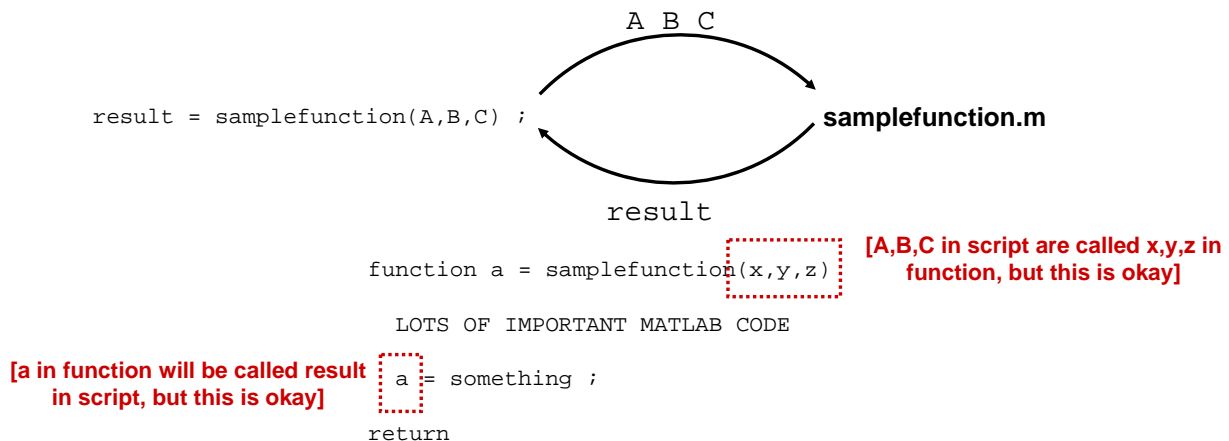 A B C
result = samplefunction(A,B,C) ;
samplefunction.m
result
[A,B,C in script are called x,y,z in
function, but this is okay]
function a = samplefunction(x,y,z)
LOTS OF IMPORTANT MATLAB CODE
[a in function will be called result
in script, but this is okay]
a = something ;
return